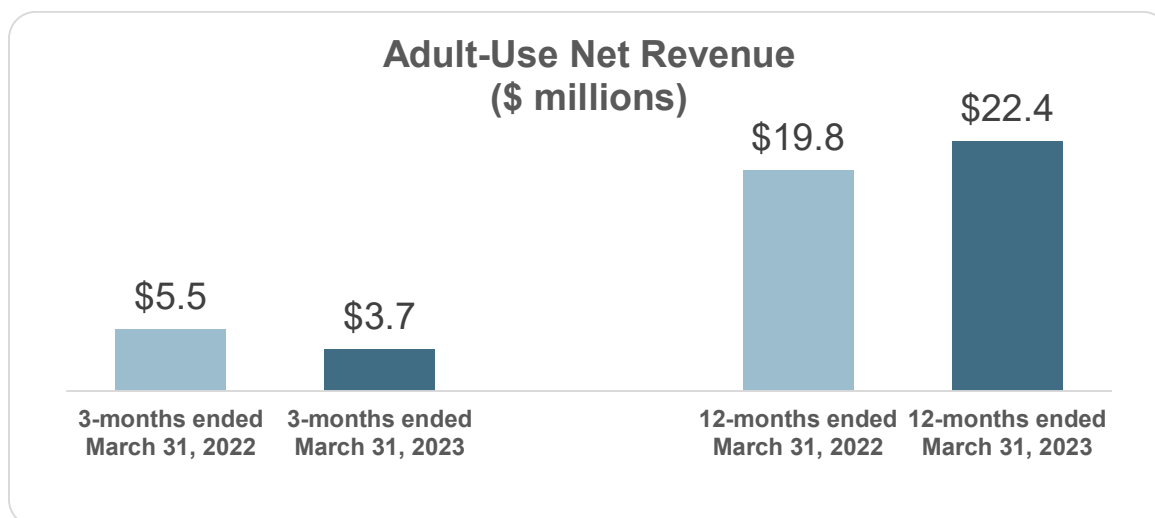 Adult-Use Net Revenue
($ millions)
$5.5
$3.7
$19.8
$22.4
3-months ended
March 31, 2022
3-months ended
March 31, 2023
12-months ended
March 31, 2022
12-months ended
March 31, 2023